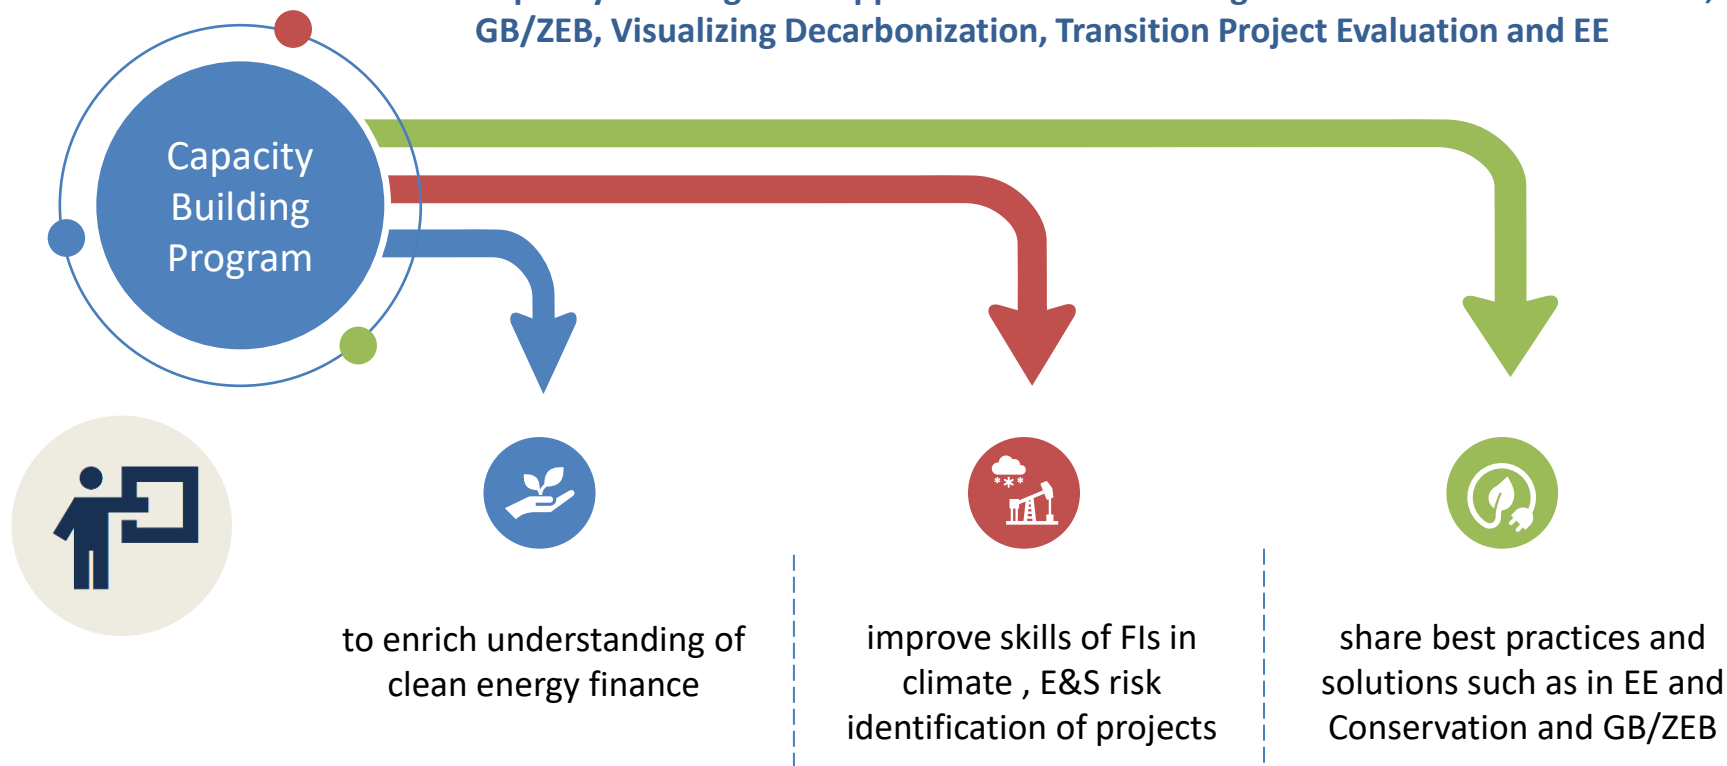 GB/ZEB, Visualizing Decarbonization, Transition Project Evaluation and EE
Capacity
Building
Program
to enrich understanding of
clean energy finance
improve skills of FIs in
climate , E&S risk
identification of projects
share best practices and
solutions such as in EE and
Conservation and GB/ZEB